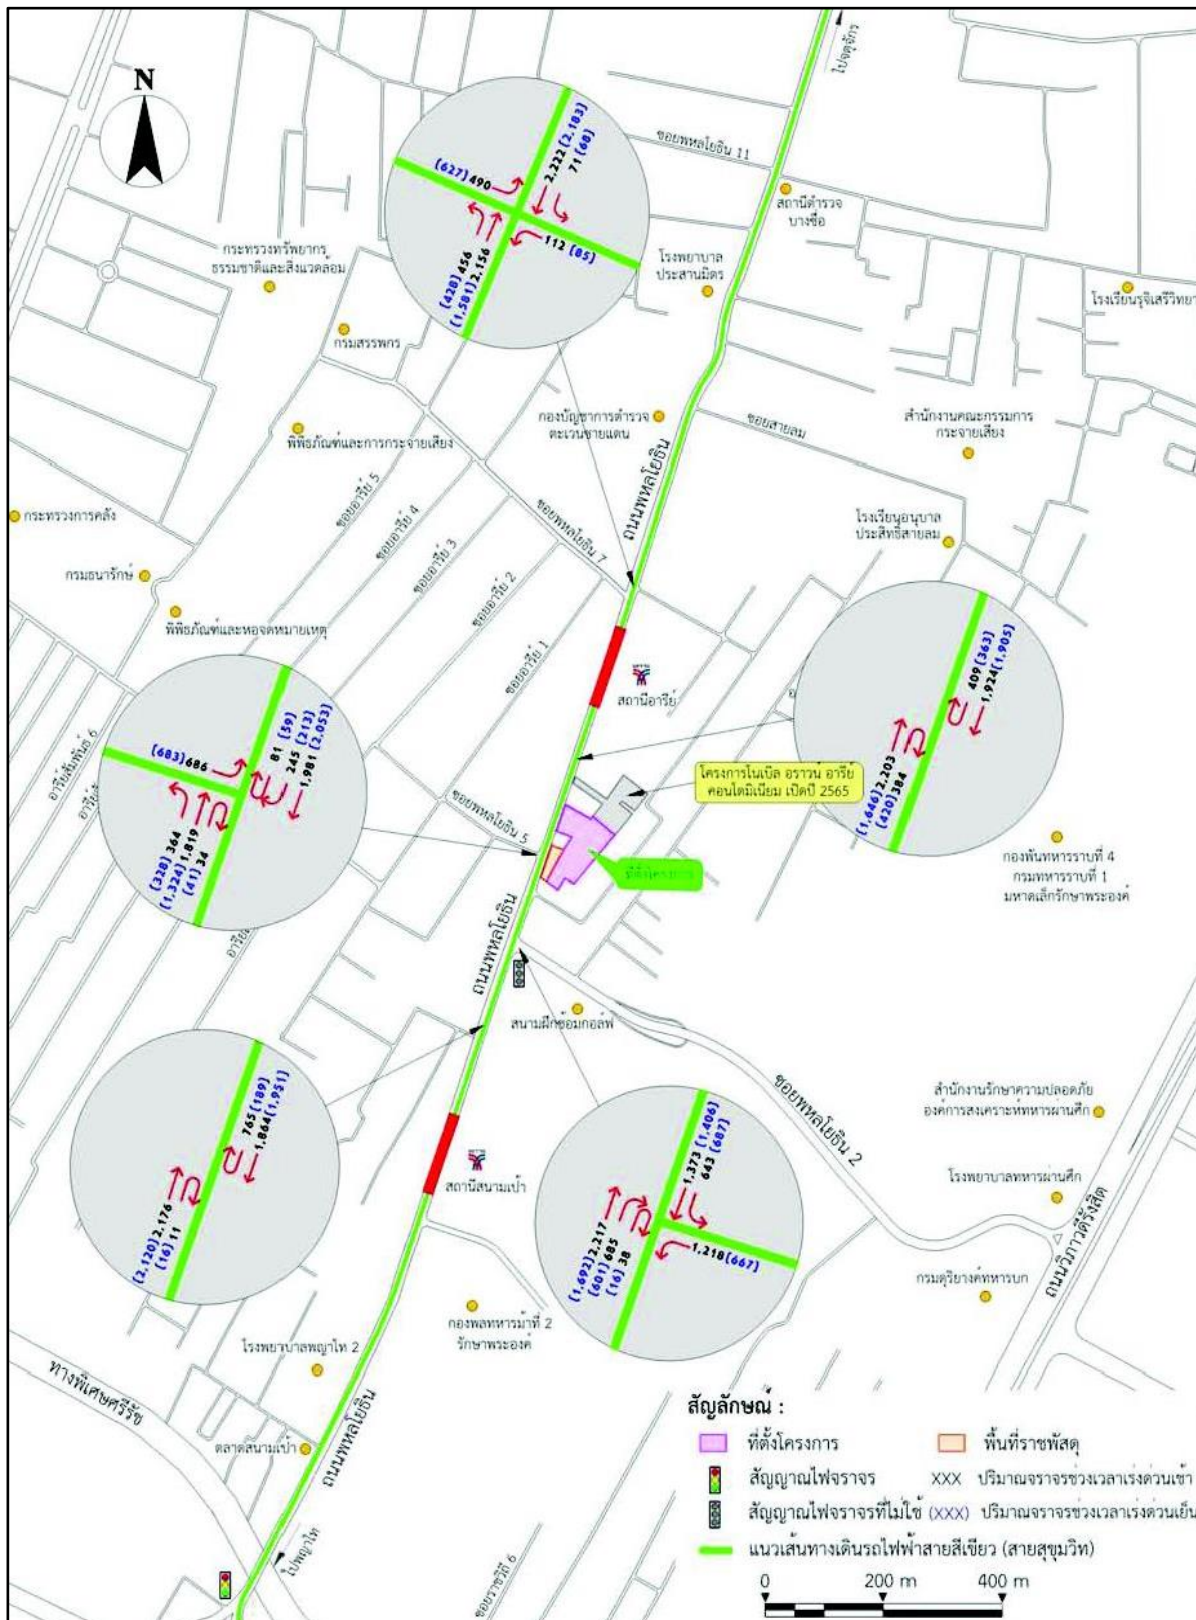 N
ไปจตุจักร
ซอยพหลโยธิน 11
สถานีตำรวจ
บางซื่อ
2,222 (2,183)
71 (68)
(627) 490
112 (85)
(428) 456
(1,581) 2,156
กระทรวงทรัพยากร
ธรรมชาติและสิ่งแวดล้อม
โรงพยาบาล
ประสานมิตร
โรงเรียนรุจิเสรีวิทยา
กรมสรรพกร
กองบัญชาการตำรวจ
ตะเวนชายแดน
พิพิธภัณฑ์และการกระจายเสียง
ซอยสายลม
สำนักงานคณะกรรมการ
กระจายเสียง
ถนนพหลโยธิน
ซอยอารีย์ 5
ซอยอารีย์ 4
ซอยอารีย์ 3
ซอยอารีย์ 2
ซอยอารีย์ 1
ซอยพหลโยธิน 7
กระทรวงการคลัง
โรงเรียนอนุบาล
ประสิทธิ์สายลม
กรมธนารักษ์
พิพิธภัณฑ์และหอจดหมายเหตุ
สถานีอารีย์
409 (363)
1,924 (1,905)
(1,646) 2,203
(420) 384
(683) 686
81 (59)
245 (213)
1,981 (2,053)
(328) 364
(1,324) 1,819
(41) 34
อารีย์สัมพันธ์ 6
โครงการโนเบิล อราวน์ อารีย์
คอนโดมิเนียม เปิดปี 2565
ซอยพหลโยธิน 5
ที่ตั้งโครงการ
กองพันทหารราบที่ 4
กรมทหารราบที่ 1
มหาดเล็กรักษาพระองค์
ถนนพหลโยธิน
สนามฝึกซ้อมกอล์ฟ
ซอยพหลโยธิน 2
765 (189)
1,864 (1,951)
(2,120) 2,176
(16) 11
1,373 (1,406)
643 (687)
(1,692) 2,217
(601) 685
(16) 38
1,218 (667)
สำนักงานรักษาความปลอดภัย
องค์การสงเคราะห์ทหารผ่านศึก
สถานีสนามเป้า
โรงพยาบาลทหารผ่านศึก
ถนนวิภาวดีรังสิต
กรมดุริยางค์ทหารบก
กองพลทหารม้าที่ 2
รักษาพระองค์
โรงพยาบาลพญาไท 2
ทางพิเศษศรีรัช
ตลาดสนามเป้า
ถนนพหลโยธิน
ไปพญาไท
ซอยราชวิถี 6
สัญลักษณ์ :
ที่ตั้งโครงการ
พื้นที่ราชพัสดุ
สัญญาณไฟจราจร
XXX ปริมาณจราจรช่วงเวลาเร่งด่วนเช้า
สัญญาณไฟจราจรที่ไม่ใช้
(XXX) ปริมาณจราจรช่วงเวลาเร่งด่วนเย็น
แนวเส้นทางเดินรถไฟฟ้าสายสีเขียว (สายสุขุมวิท)
0 200 m 400 m